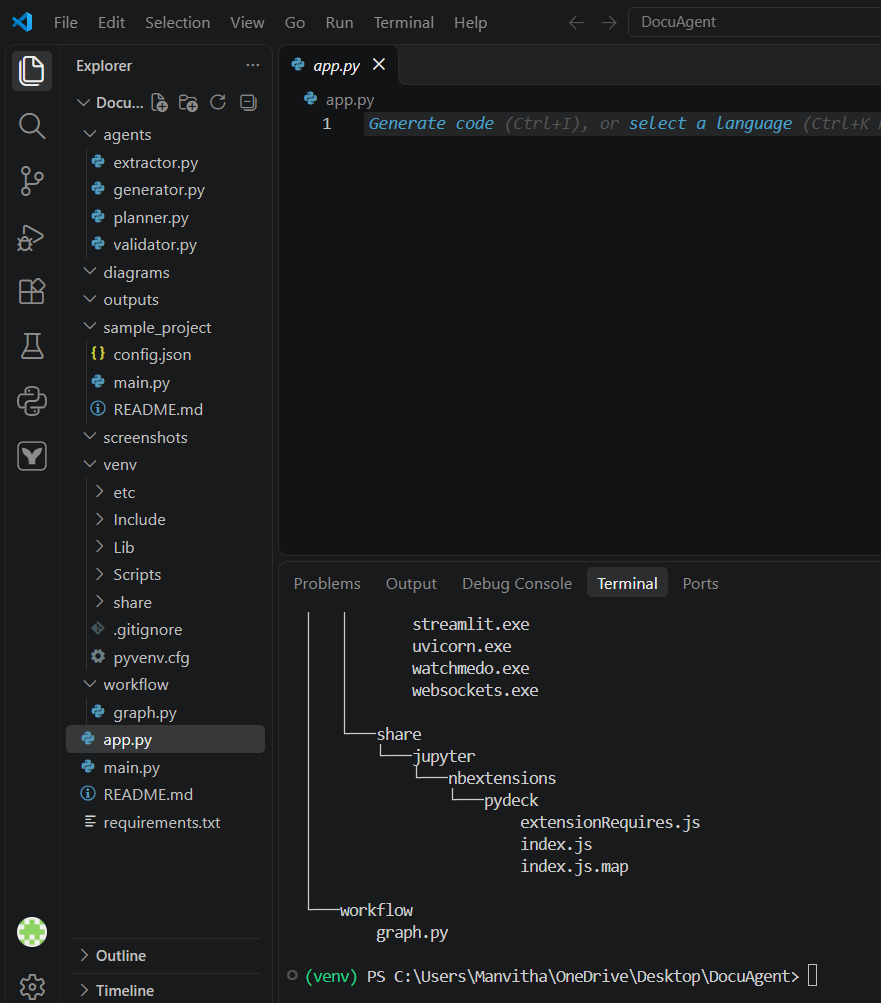 File Edit Selection View Go Run Terminal Help
DocuAgent
Explorer
Docu...
agents
extractor.py
generator.py
planner.py
validator.py
diagrams
outputs
sample_project
config.json
main.py
README.md
screenshots
venv
etc
Include
Lib
Scripts
share
.gitignore
pyvenv.cfg
workflow
graph.py
app.py
main.py
README.md
requirements.txt
Outline
Timeline
app.py
app.py
1 Generate code (Ctrl+I), or select a language (Ctrl+K
Problems Output Debug Console Terminal Ports
streamlit.exe
uvicorn.exe
watchmedo.exe
websockets.exe
share
jupyter
nbextensions
pydeck
extensionRequires.js
index.js
index.js.map
workflow
graph.py
(venv) PS C:\Users\Manvitha\OneDrive\Desktop\DocuAgent>